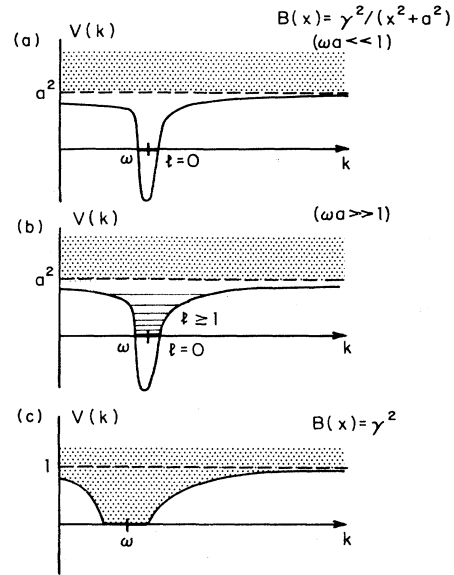 B(x) = γ²/(x²+a²)
(a) V(k) (ωa<<1)
a²
ω ℓ=0 k
(b) V(k) (ωa>>1)
a²
ℓ ≥ 1
ω ℓ=0 k
(c) V(k) B(x) = γ²
1
ω k